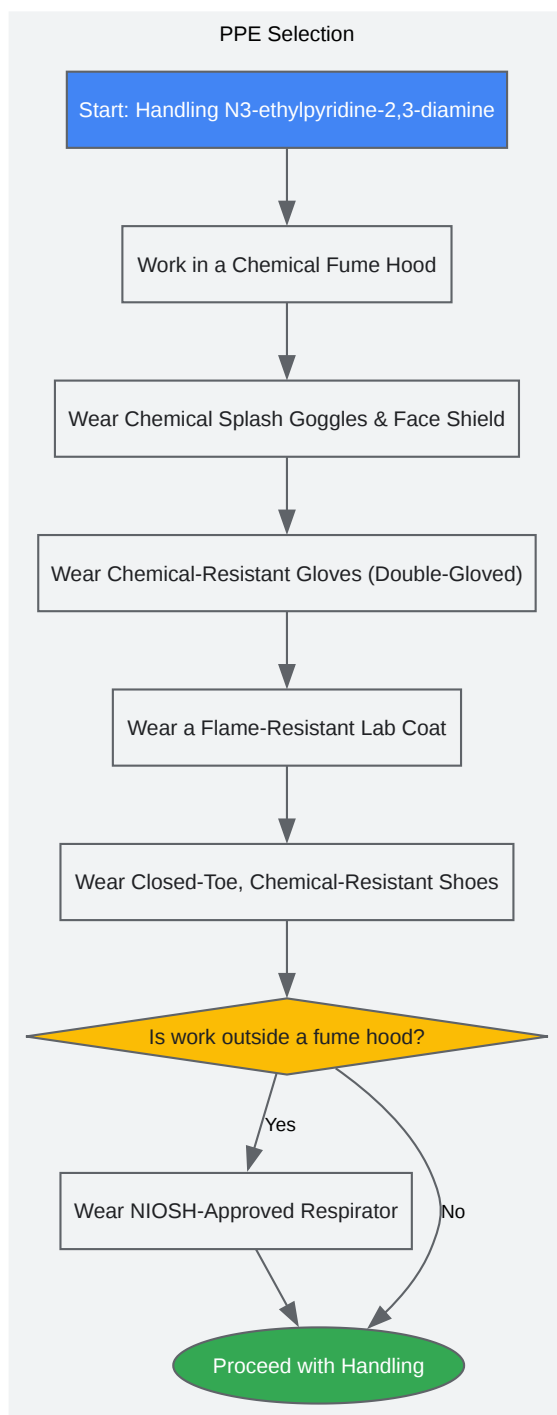 PPE Selection
Start: Handling N3-ethylpyridine-2,3-diamine
Work in a Chemical Fume Hood
Wear Chemical Splash Goggles & Face Shield
Wear Chemical-Resistant Gloves (Double-Gloved)
Wear a Flame-Resistant Lab Coat
Wear Closed-Toe, Chemical-Resistant Shoes
Is work outside a fume hood?
Yes
Wear NIOSH-Approved Respirator
No
Proceed with Handling